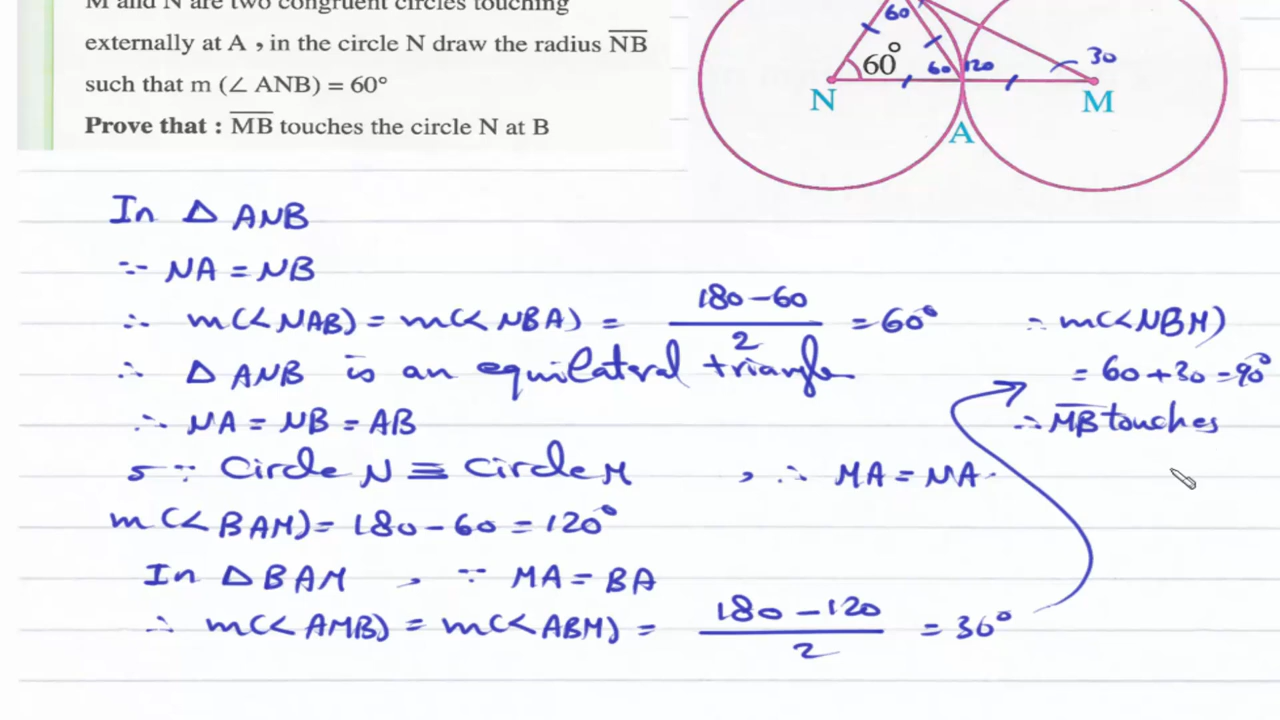 M and N are two congruent circles touching
externally at A , in the circle N draw the radius NB
such that m (∠ ANB) = 60°
Prove that : MB touches the circle N at B
60
60°
60
120
30
N
M
A
In △ ANB
∵ NA = NB
∴ m(∠NAB) = m(∠NBA) = (180-60)/2 = 60°
∴ △ ANB is an equilateral triangle
∴ NA = NB = AB
, ∵ Circle N ≡ Circle M , ∴ MA = NA
m(∠BAM) = 180-60 = 120°
In △ BAM , ∵ MA = BA
∴ m(∠AMB) = m(∠ABM) = (180-120)/2 = 30°
∴ m(∠NBM)
= 60+30=90°
∴ MB touches